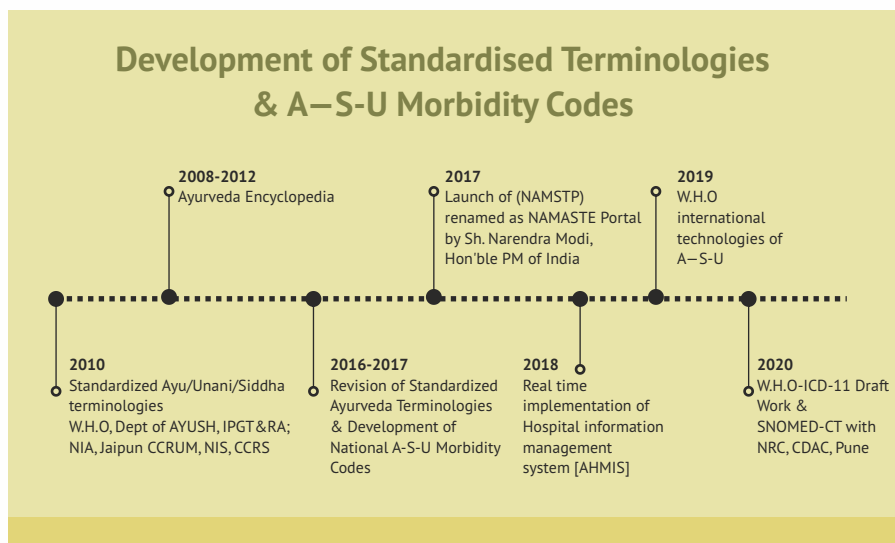 Development of Standardised Terminologies
& A—S-U Morbidity Codes
2008-2012
Ayurveda Encyclopedia
2017
Launch of (NAMSTP)
renamed as NAMASTE Portal
by Sh. Narendra Modi,
Hon'ble PM of India
2019
W.H.O
international
technologies of
A—S-U
2010
Standardized Ayu/Unani/Siddha
terminologies
W.H.O, Dept of AYUSH, IPGT&RA;
NIA, Jaipun CCRUM, NIS, CCRS
2016-2017
Revision of Standardized
Ayurveda Terminologies
& Development of
National A-S-U Morbidity
Codes
2018
Real time
implementation of
Hospital information
management
system [AHMIS]
2020
W.H.O-ICD-11 Draft
Work &
SNOMED-CT with
NRC, CDAC, Pune